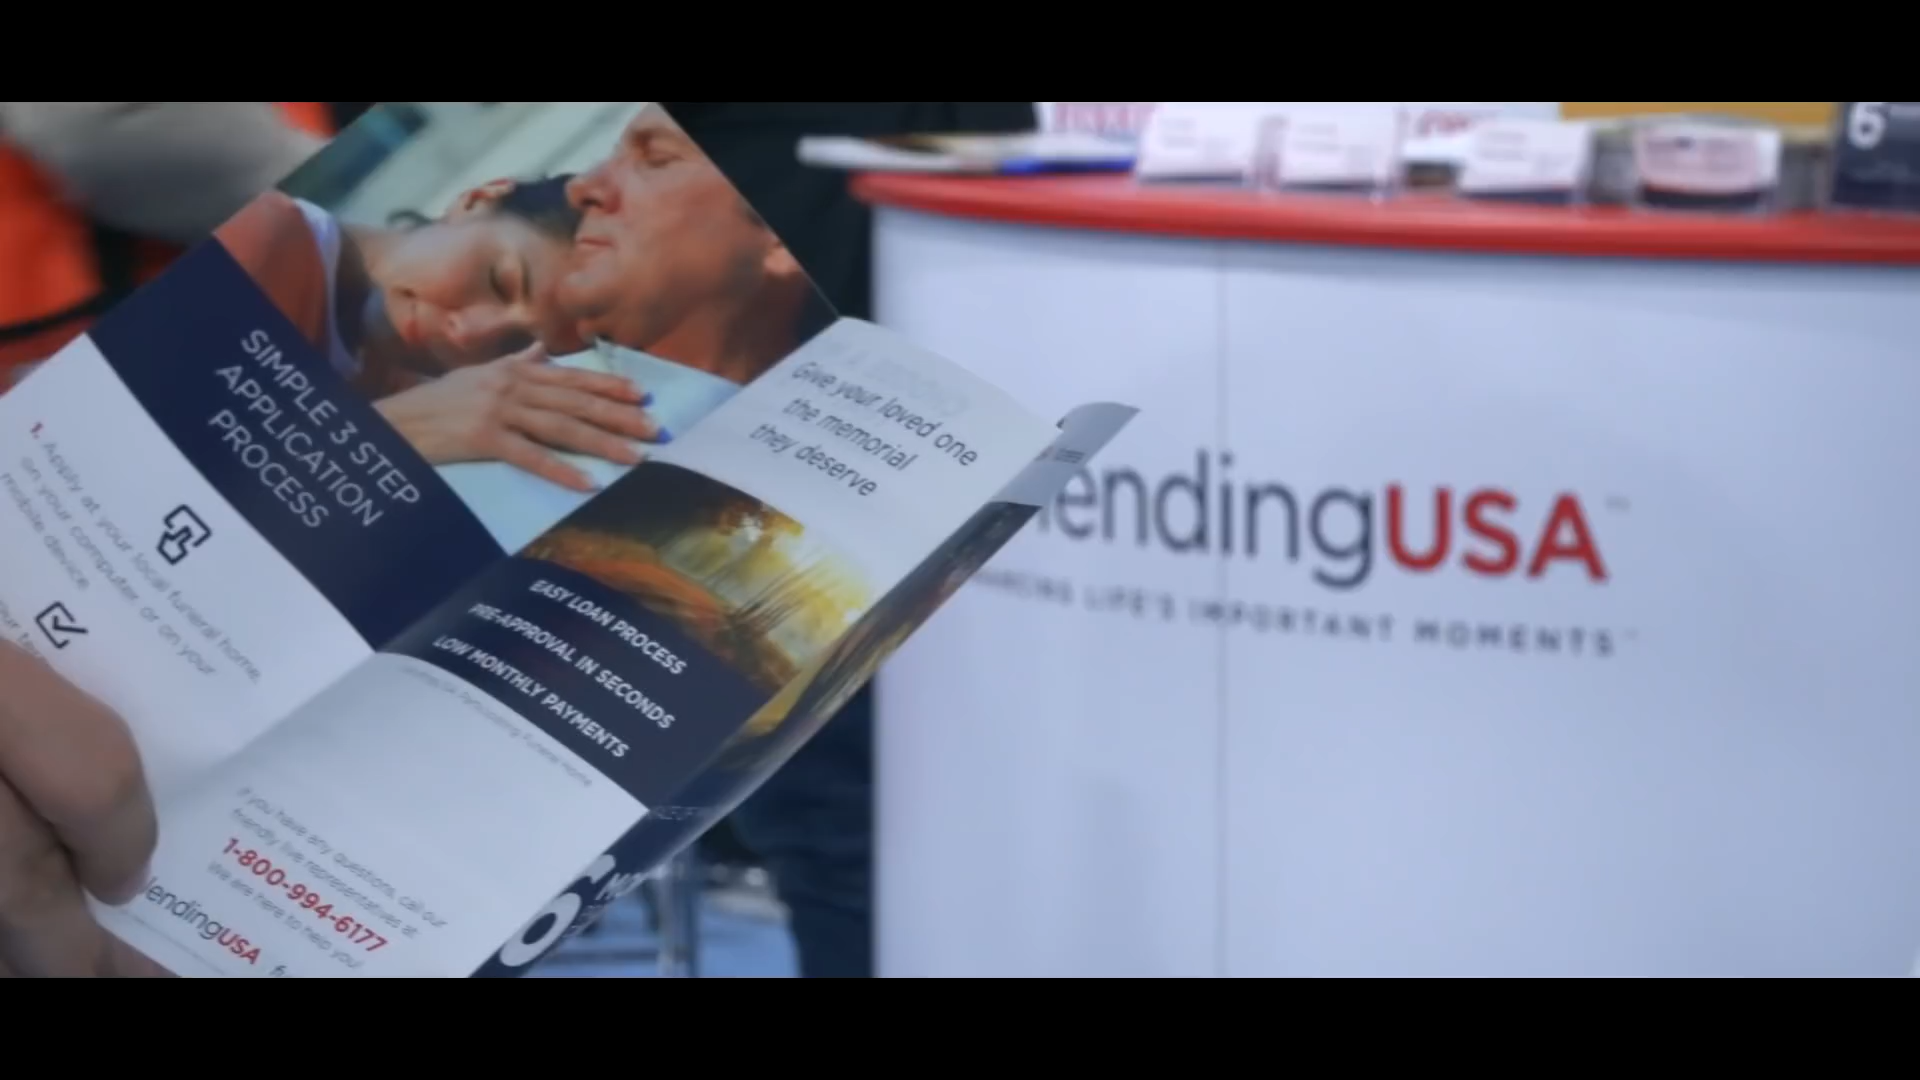 SIMPLE 3 STEP
APPLICATION
PROCESS
1. Apply at your local funeral home,
on your computer or on your
mobile device.
Give your loved one
the memorial
they deserve
EASY LOAN PROCESS
PRE-APPROVAL IN SECONDS
LOW MONTHLY PAYMENTS
If you have any questions, call our
friendly live representatives at:
1-800-994-6177
We are here to help you!
lendingUSA
6
lendingUSA
LIFE'S IMPORTANT MOMENTS
6